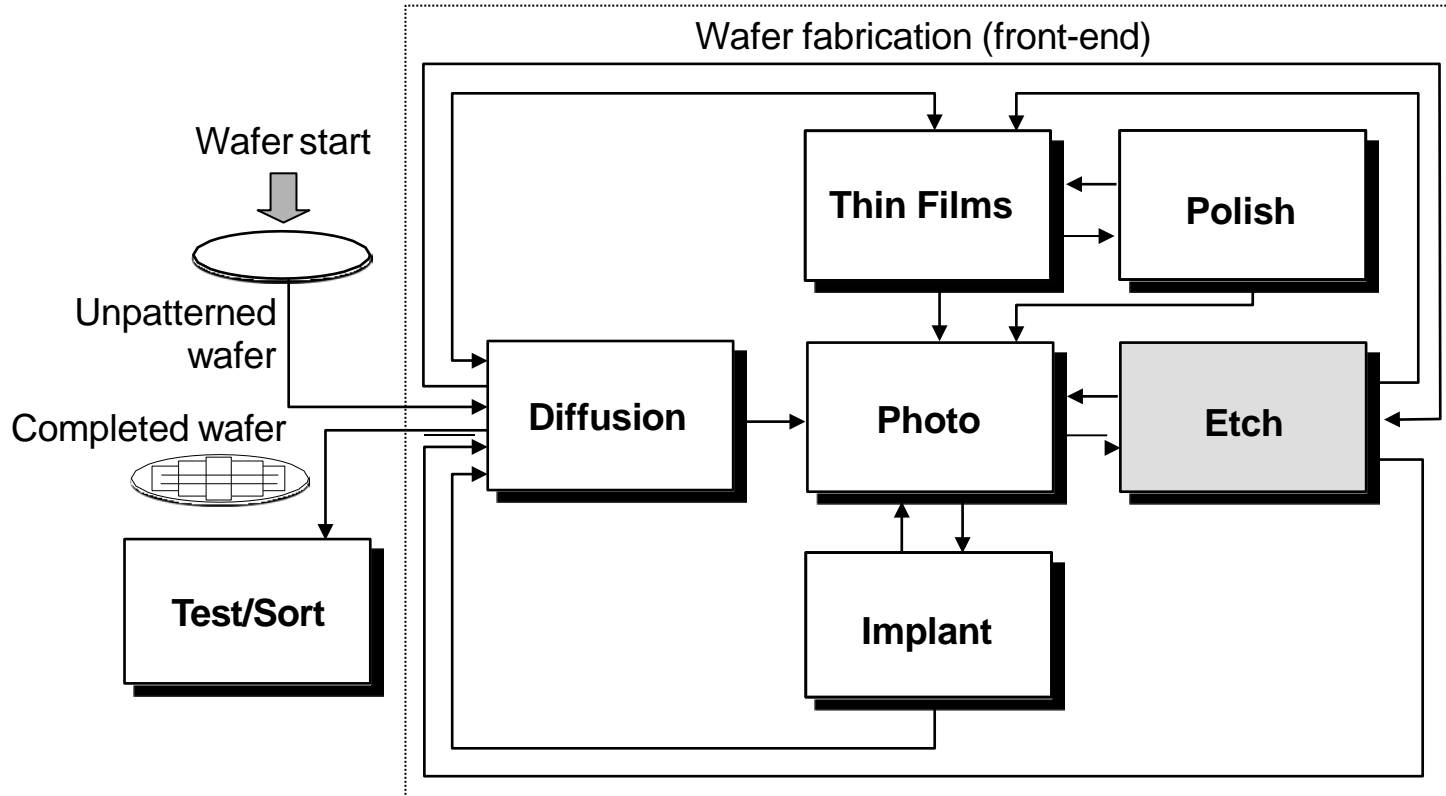 Wafer fabrication (front-end)
Wafer start
Thin Films
Polish
Unpatterned
wafer
Completed wafer
Diffusion
Photo
Etch
Test/Sort
Implant